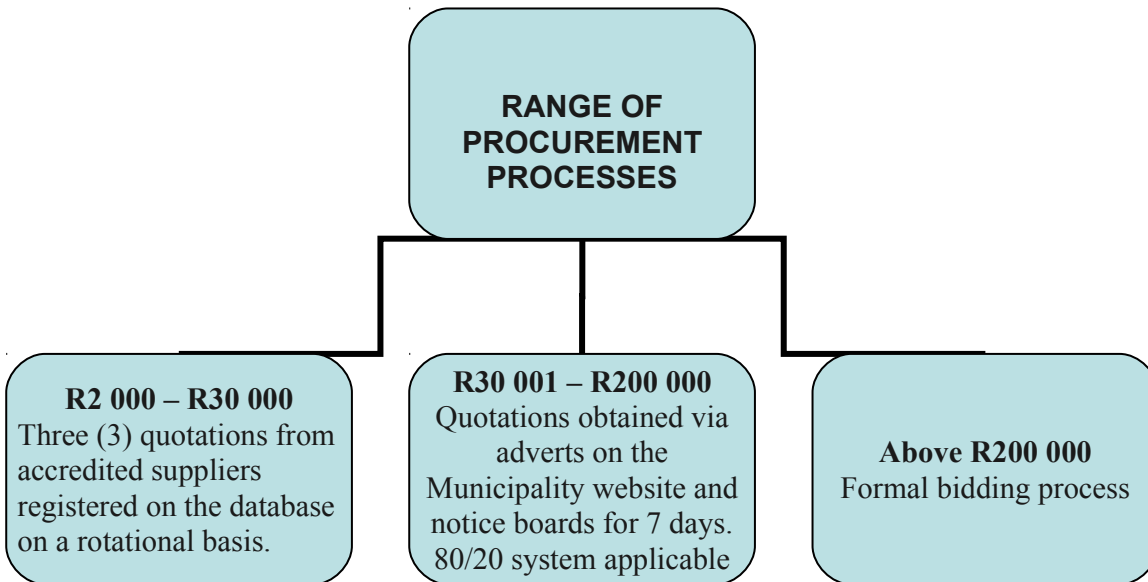 RANGE OF
PROCUREMENT
PROCESSES
R2 000 – R30 000
Three (3) quotations from
accredited suppliers
registered on the database
on a rotational basis.
R30 001 – R200 000
Quotations obtained via
adverts on the
Municipality website and
notice boards for 7 days.
80/20 system applicable
Above R200 000
Formal bidding process